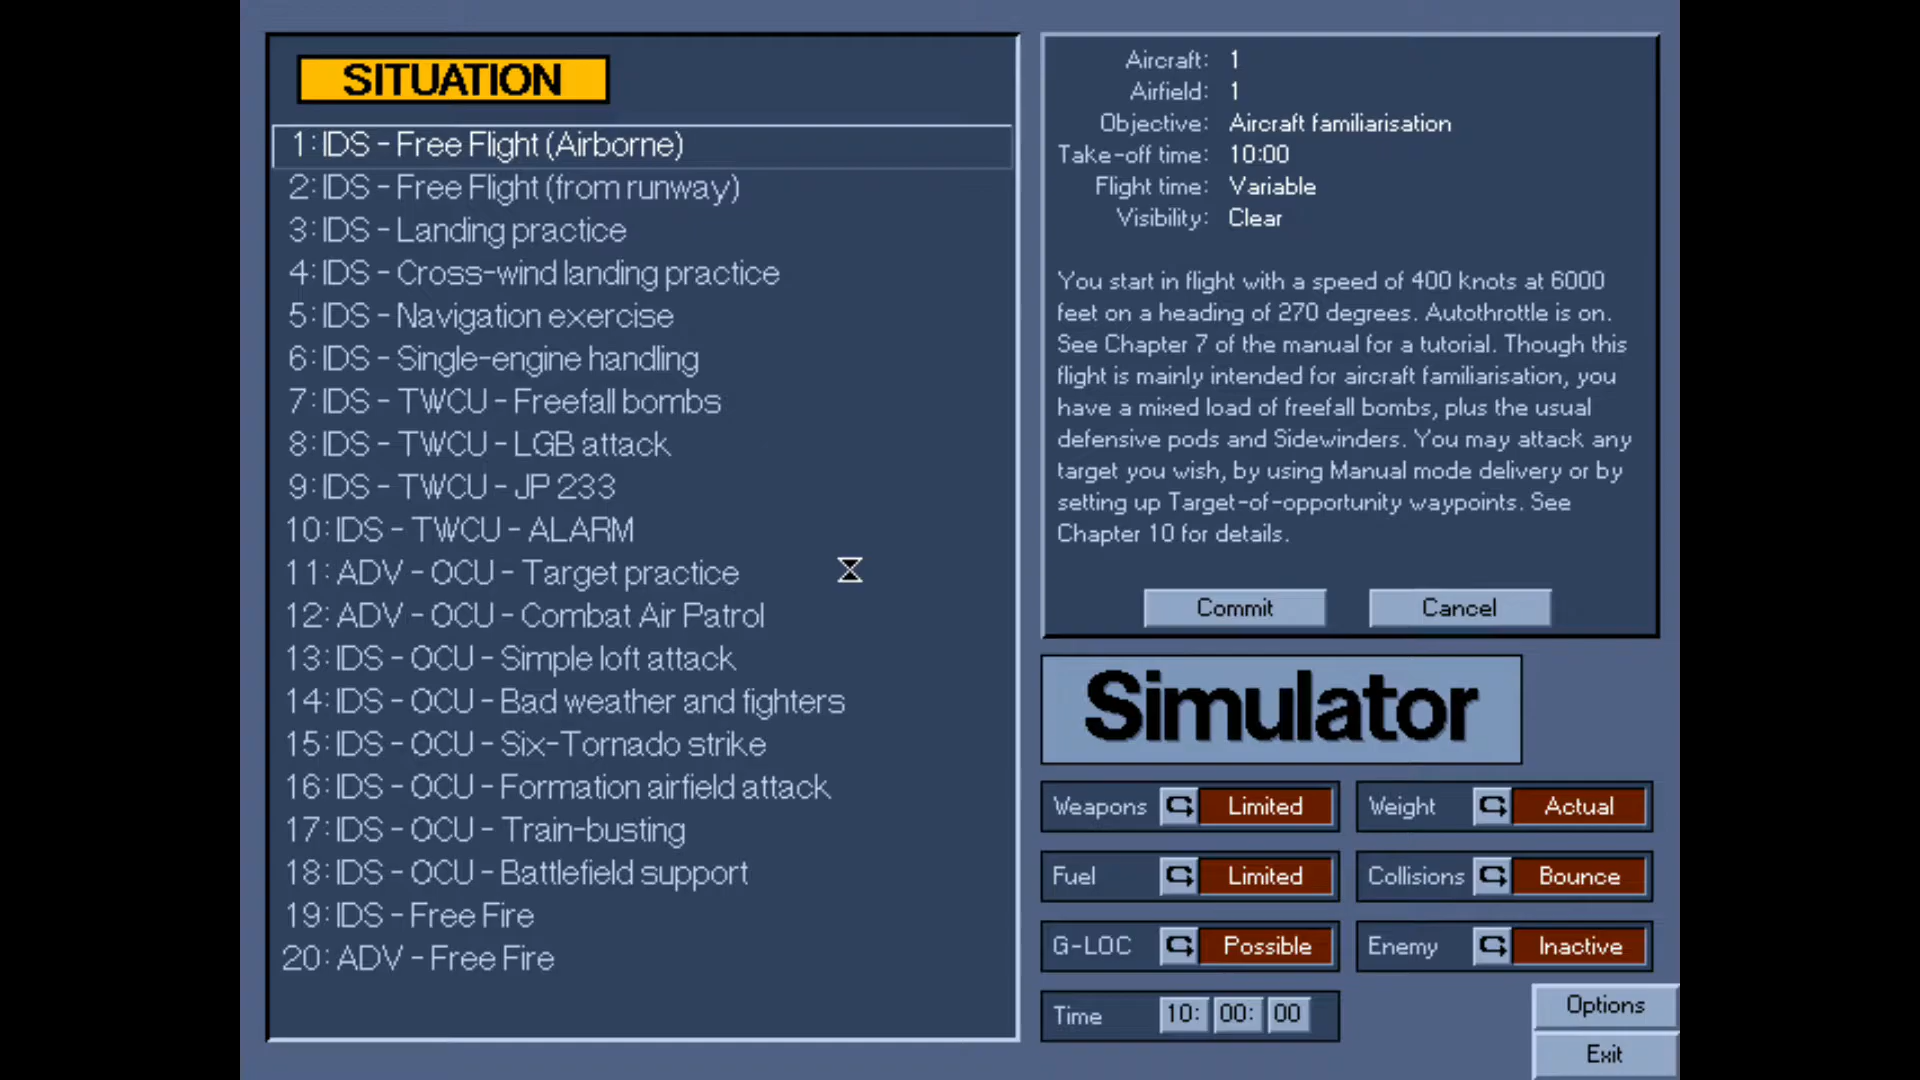 SITUATION
1: IDS - Free Flight (Airborne)
2: IDS - Free Flight (from runway)
3: IDS - Landing practice
4: IDS - Cross-wind landing practice
5: IDS - Navigation exercise
6: IDS - Single-engine handling
7: IDS - TWCU - Freefall bombs
8: IDS - TWCU - LGB attack
9: IDS - TWCU - JP 233
10: IDS - TWCU - ALARM
11: ADV - OCU - Target practice
12: ADV - OCU - Combat Air Patrol
13: IDS - OCU - Simple loft attack
14: IDS - OCU - Bad weather and fighters
15: IDS - OCU - Six-Tornado strike
16: IDS - OCU - Formation airfield attack
17: IDS - OCU - Train-busting
18: IDS - OCU - Battlefield support
19: IDS - Free Fire
20: ADV - Free Fire
Aircraft: 1
Airfield: 1
Objective: Aircraft familiarisation
Take-off time: 10:00
Flight time: Variable
Visibility: Clear
You start in flight with a speed of 400 knots at 6000
feet on a heading of 270 degrees. Autothrottle is on.
See Chapter 7 of the manual for a tutorial. Though this
flight is mainly intended for aircraft familiarisation, you
have a mixed load of freefall bombs, plus the usual
defensive pods and Sidewinders. You may attack any
target you wish, by using Manual mode delivery or by
setting up Target-of-opportunity waypoints. See
Chapter 10 for details.
Commit Cancel
Simulator
Weapons Limited Weight Actual
Fuel Limited Collisions Bounce
G-LOC Possible Enemy Inactive
Time 10: 00: 00
Options
Exit